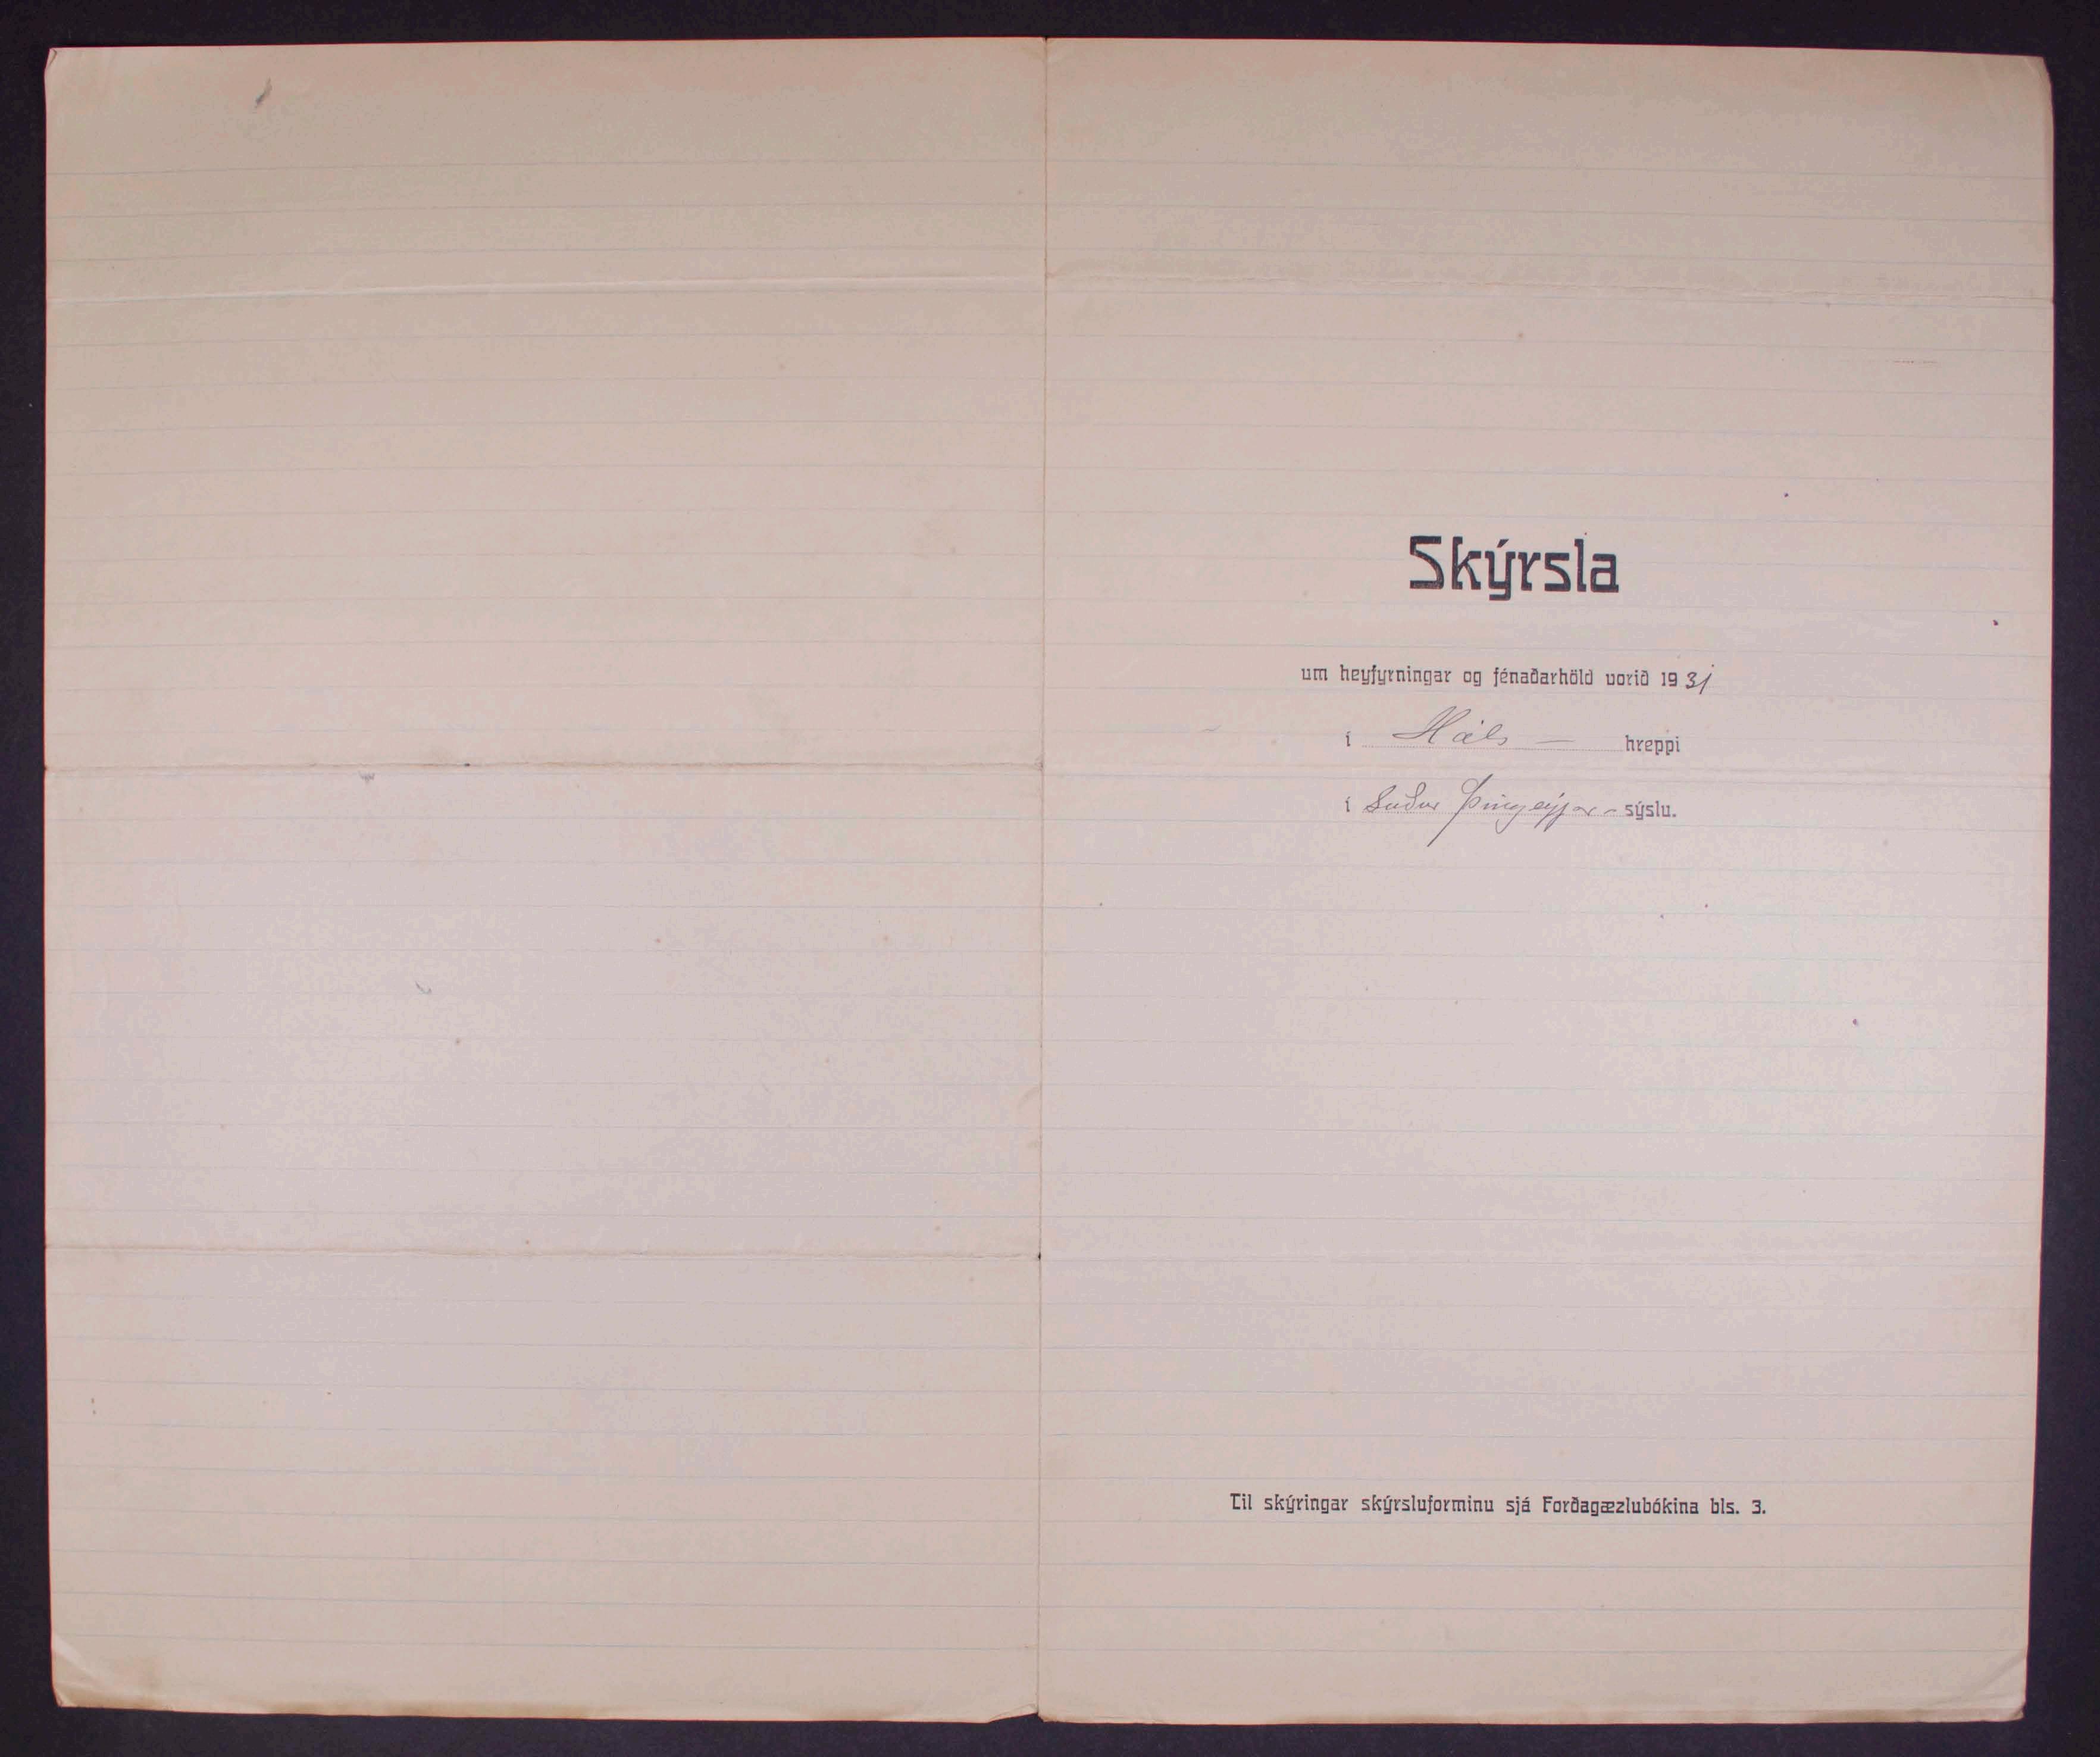 Skýrsla
um heyfyrningar og fénaðarhöld vorið 1931
í Háls - hreppi
í Suður Þingeyjar - sýslu.
Til skýringar skýrsluforminu sjá Forðagæzlubókina bls. 3.